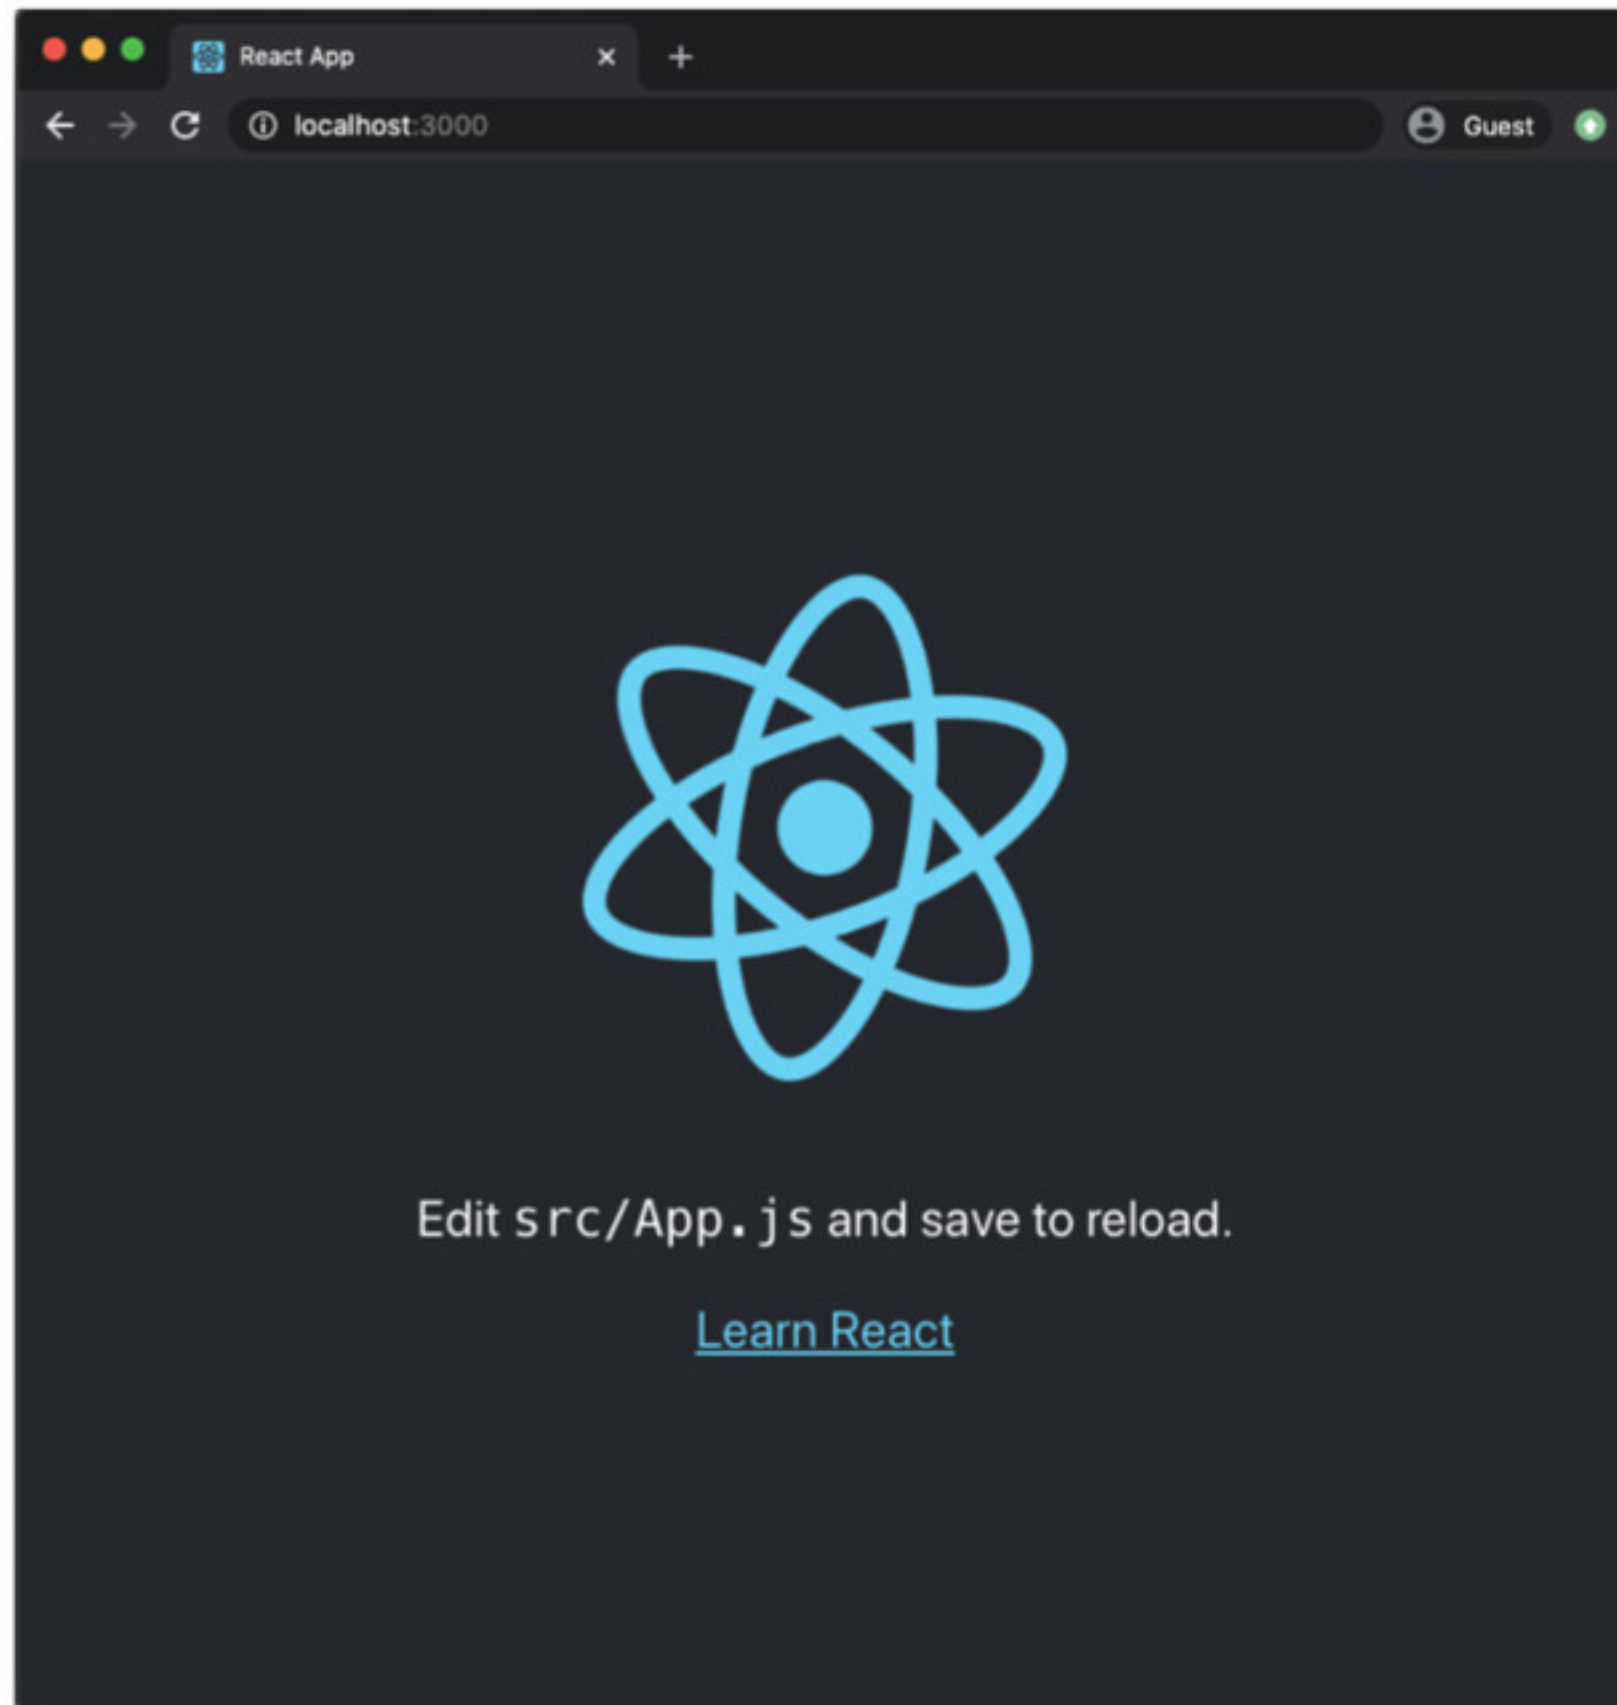 React App
localhost:3000
Guest
Edit src/App.js and save to reload.
Learn React